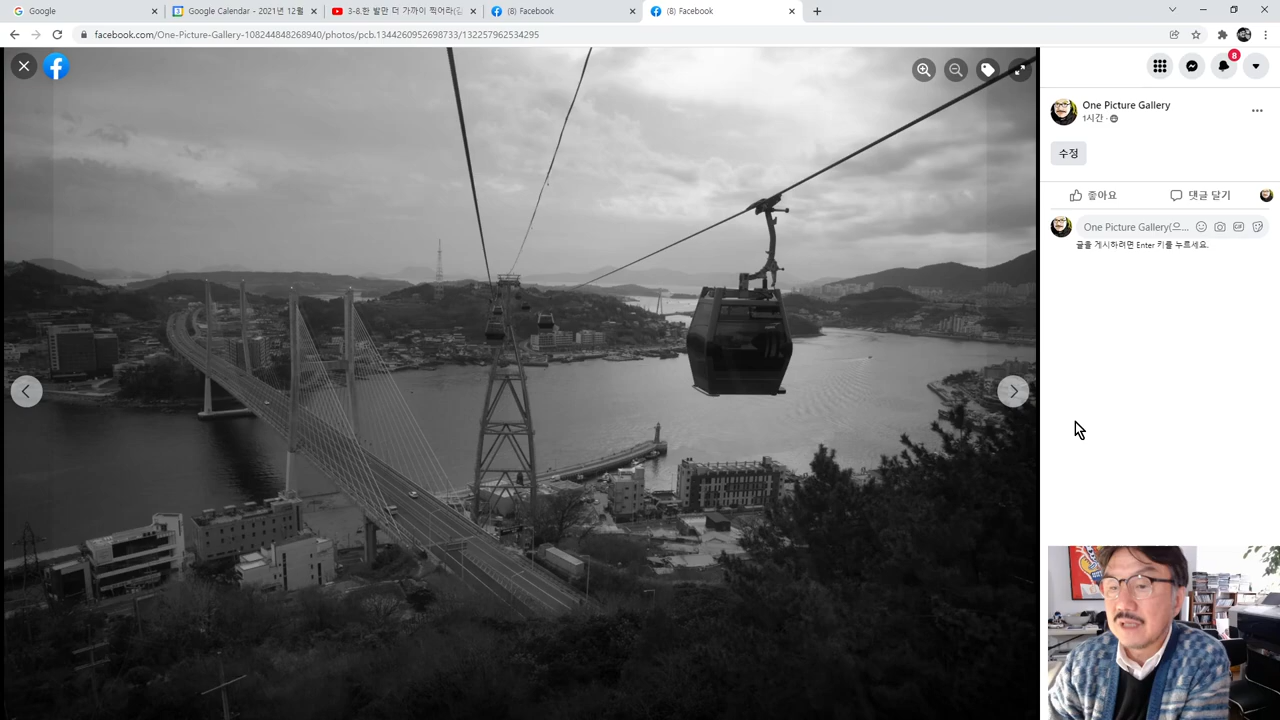 Google
Google Calendar - 2021년 12월
3-8.한 발만 더 가까이 찍어라(김
(8) Facebook
(8) Facebook
facebook.com/One-Picture-Gallery-108244848268940/photos/pcb.1344260952698733/132257962534295
8
One Picture Gallery
1시간 ·
수정
좋아요
댓글 달기
One Picture Gallery(으...
글을 게시하려면 Enter 키를 누르세요.